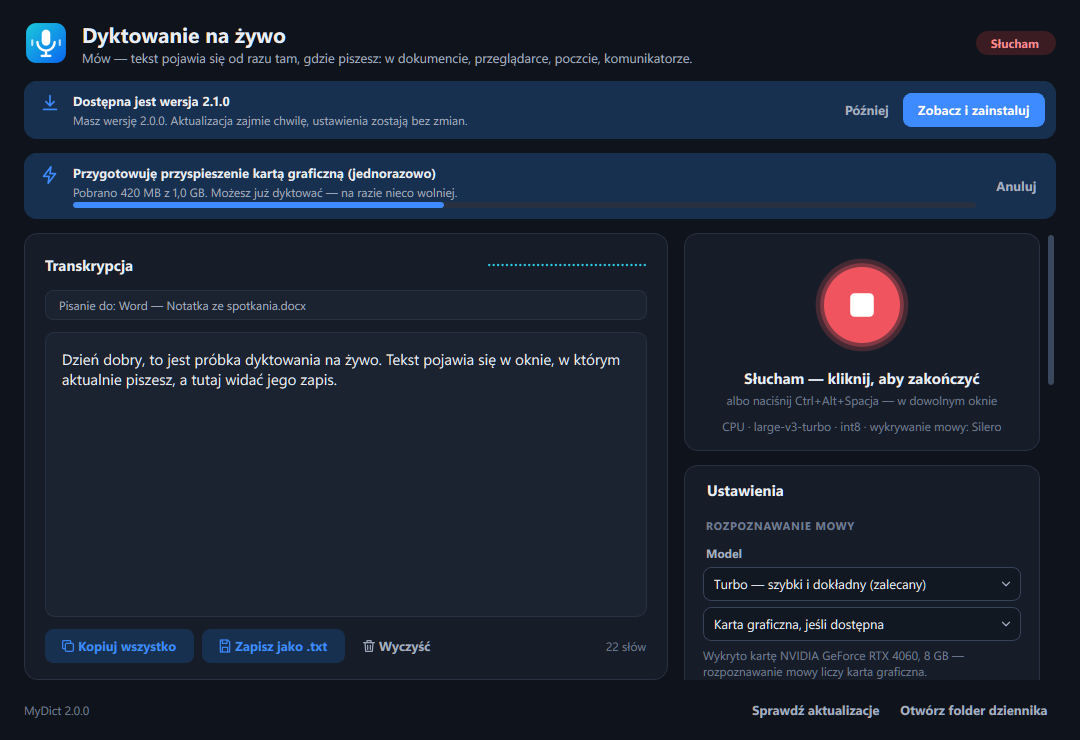 Dyktowanie na żywo
Mów — tekst pojawia się od razu tam, gdzie piszesz: w dokumencie, przeglądarce, poczcie, komunikatorze.
Słucham
Dostępna jest wersja 2.1.0
Masz wersję 2.0.0. Aktualizacja zajmie chwilę, ustawienia zostają bez zmian.
Później
Zobacz i zainstaluj
Przygotowuję przyspieszenie kartą graficzną (jednorazowo)
Pobrano 420 MB z 1,0 GB. Możesz już dyktować — na razie nieco wolniej.
Anuluj
Transkrypcja
Pisanie do: Word — Notatka ze spotkania.docx
Dzień dobry, to jest próbka dyktowania na żywo. Tekst pojawia się w oknie, w którym
aktualnie piszesz, a tutaj widać jego zapis.
Kopiuj wszystko
Zapisz jako .txt
Wyczyść
22 słów
Słucham — kliknij, aby zakończyć
albo naciśnij Ctrl+Alt+Spacja — w dowolnym oknie
CPU · large-v3-turbo · int8 · wykrywanie mowy: Silero
Ustawienia
ROZPOZNAWANIE MOWY
Model
Turbo — szybki i dokładny (zalecany)
Karta graficzna, jeśli dostępna
Wykryto kartę NVIDIA GeForce RTX 4060, 8 GB —
rozpoznawanie mowy liczy karta graficzna.
MyDict 2.0.0
Sprawdź aktualizacje
Otwórz folder dziennika